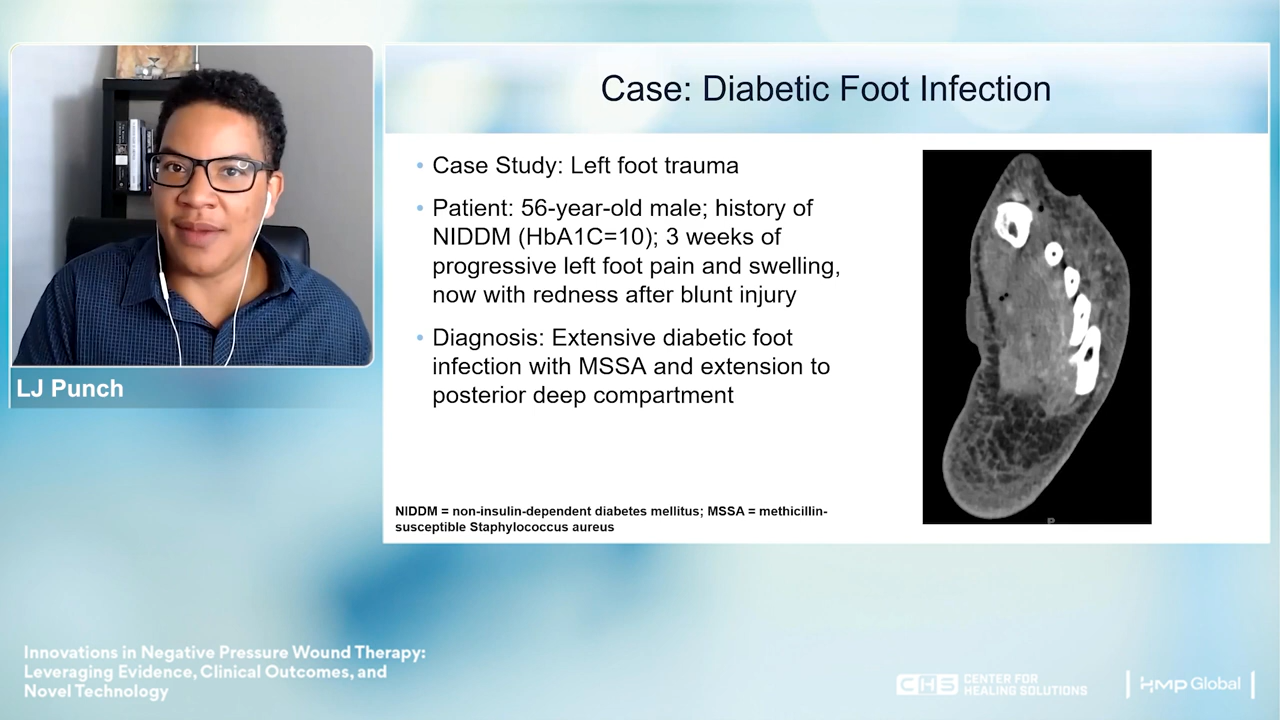 Case: Diabetic Foot Infection
• Case Study: Left foot trauma
• Patient: 56-year-old male; history of
NIDDM (HbA1C=10); 3 weeks of
progressive left foot pain and swelling,
now with redness after blunt injury
• Diagnosis: Extensive diabetic foot
infection with MSSA and extension to
posterior deep compartment
NIDDM = non-insulin-dependent diabetes mellitus; MSSA = methicillin-
susceptible Staphylococcus aureus
P
LJ Punch
Innovations in Negative Pressure Wound Therapy:
Leveraging Evidence, Clinical Outcomes, and
Novel Technology
CHS CENTER FOR
HEALING SOLUTIONS
HMP Global